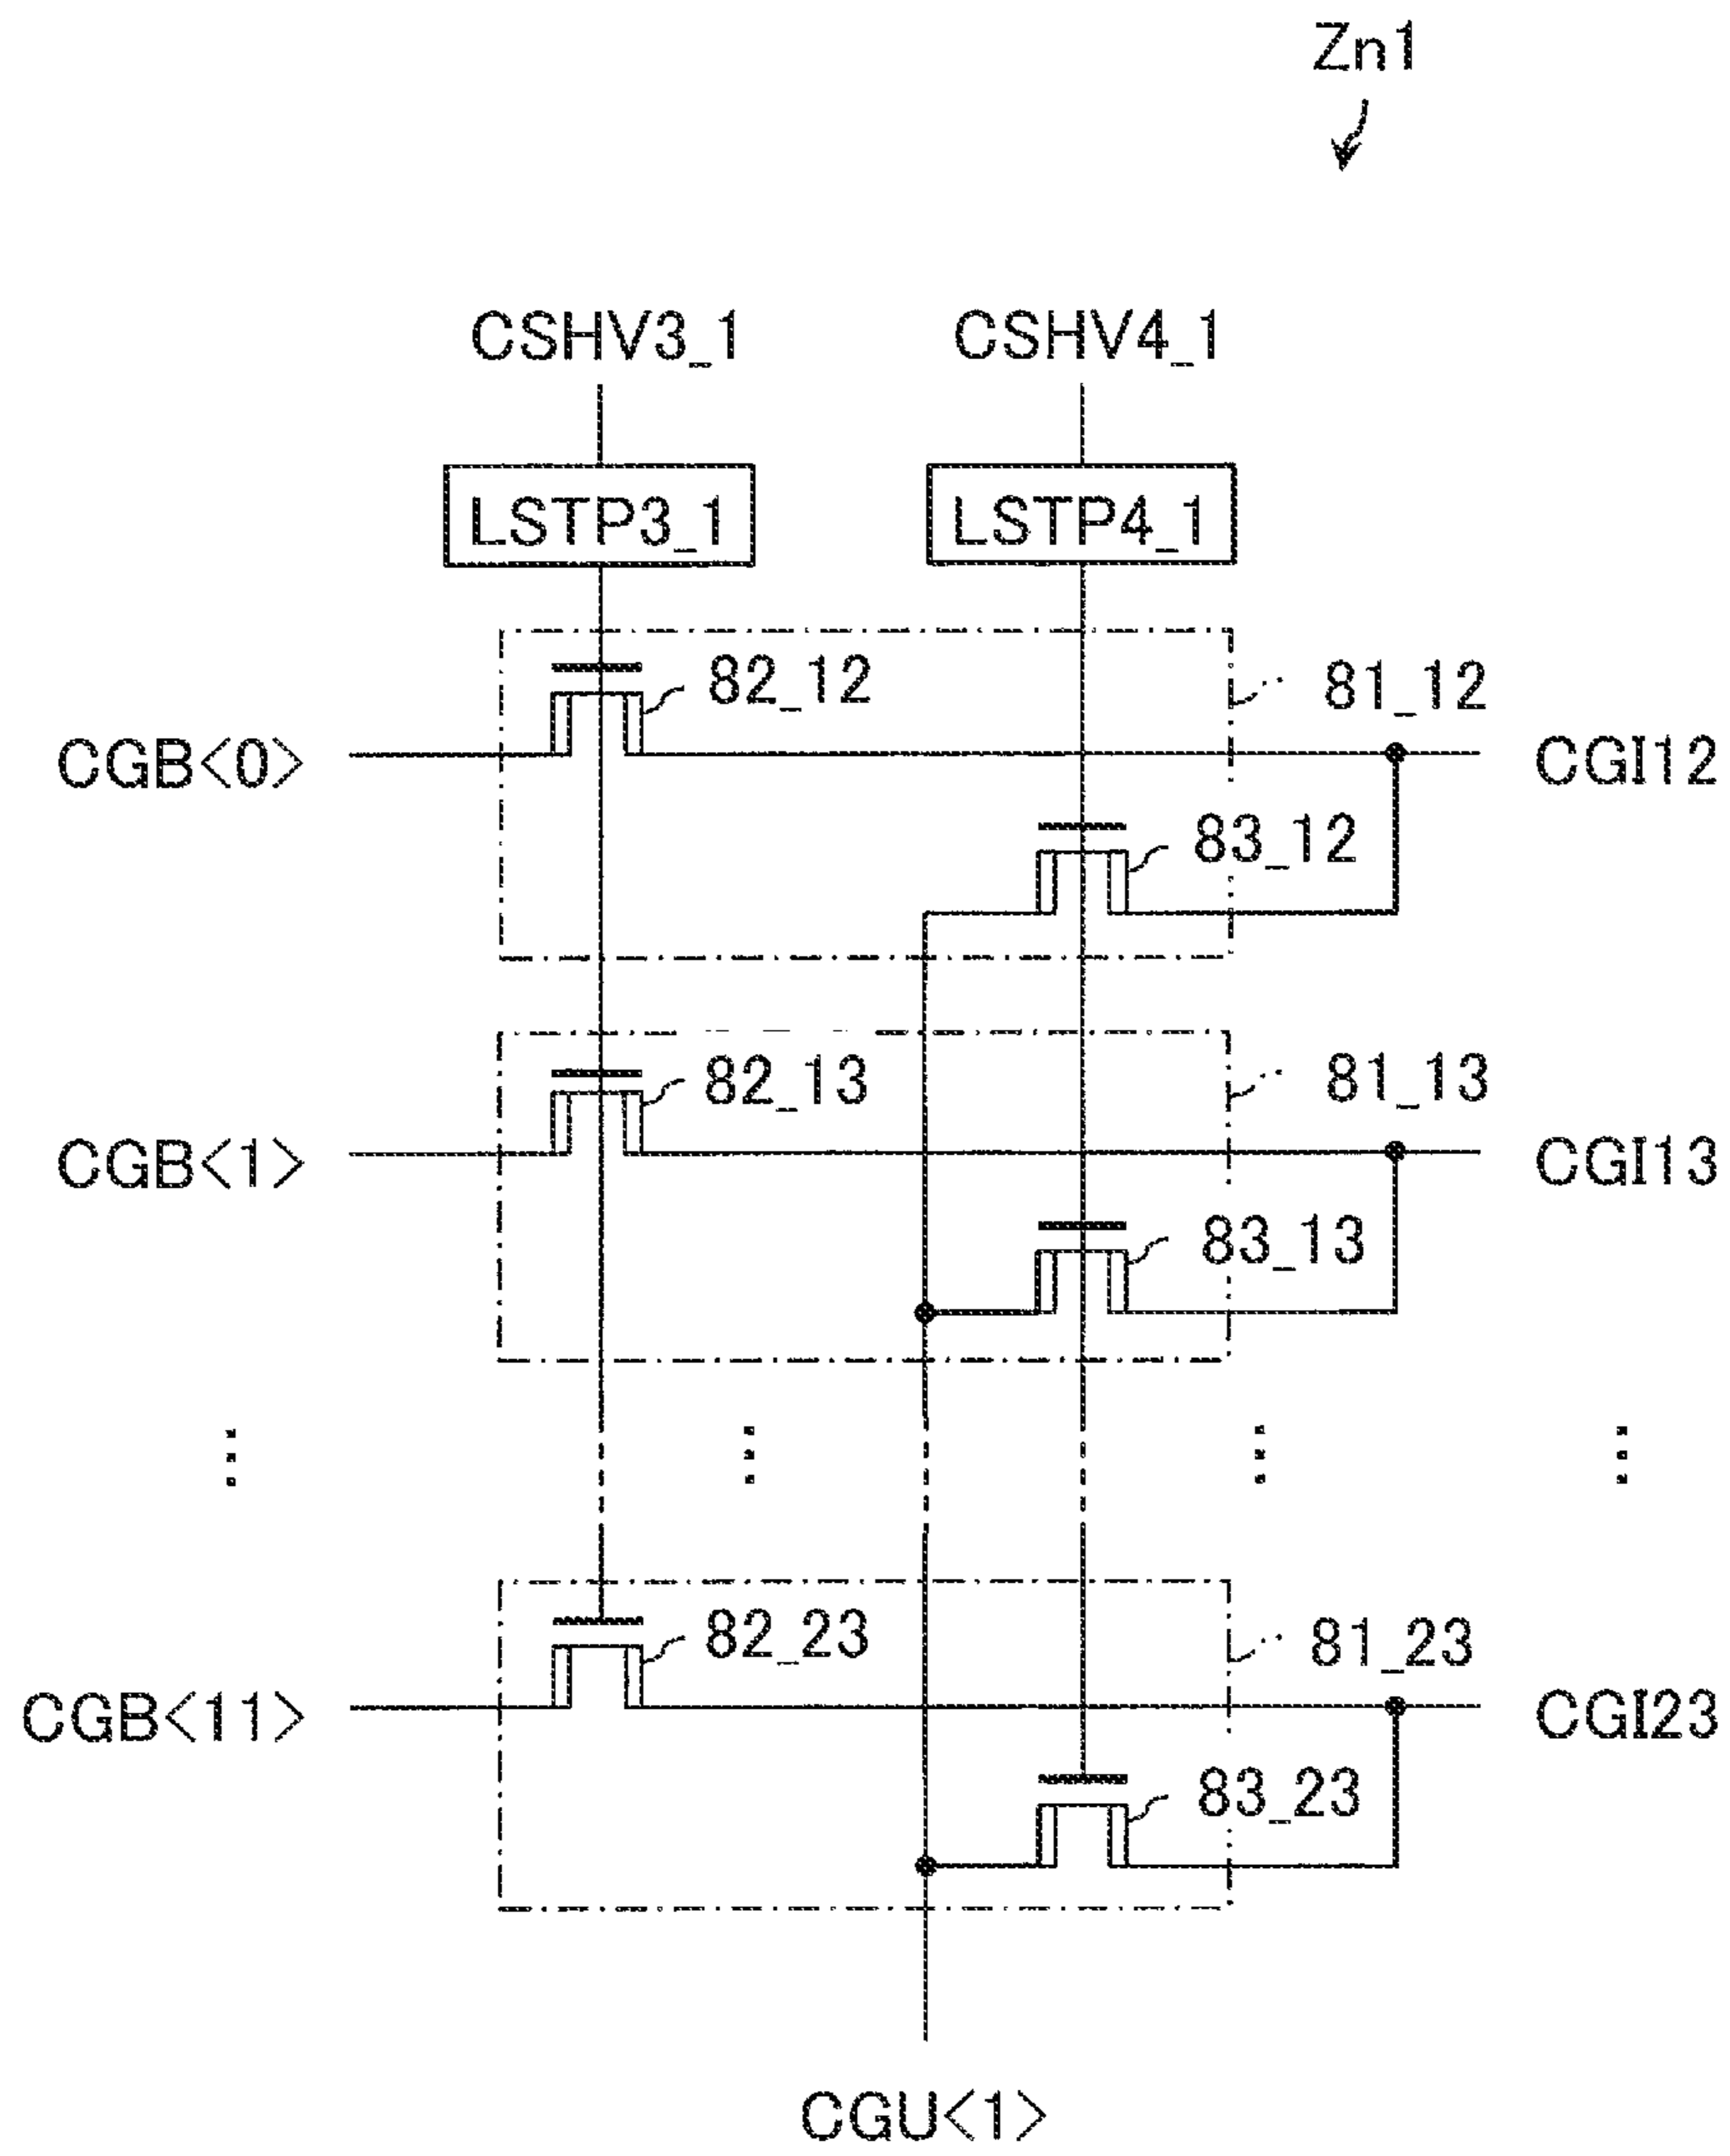 Zn1
CSHV3_1 CSHV4_1
LSTP3_1 LSTP4_1
82_12 81_12
CGB<0> CGI12
83_12
82_13 81_13
CGB<1> CGI13
83_13
82_23 81_23
CGB<11> CGI23
83_23
CGU<1>